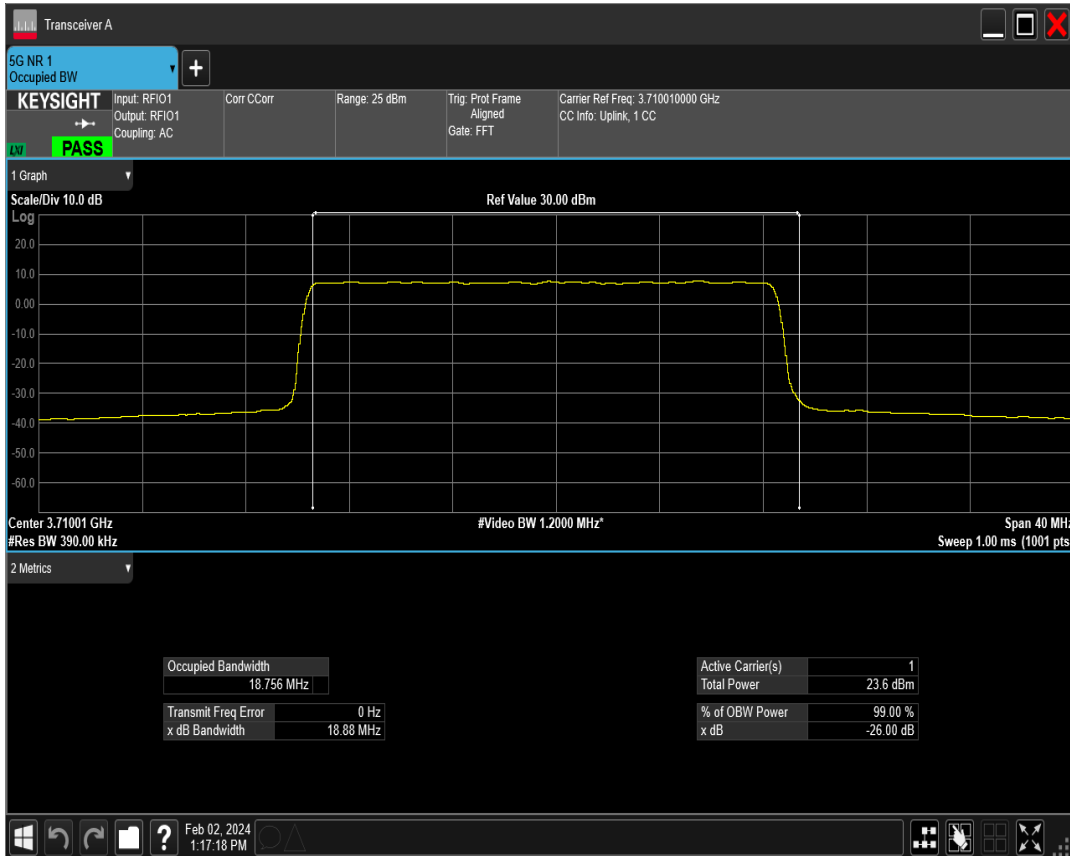 Transceiver A
5G NR 1
Occupied BW
KEYSIGHT
LXI
PASS
Input: RFIO1
Output: RFIO1
Coupling: AC
Corr CCorr
Range: 25 dBm
Trig: Prot Frame
Aligned
Gate: FFT
Carrier Ref Freq: 3.710010000 GHz
CC Info: Uplink, 1 CC
1 Graph
Scale/Div 10.0 dB
Ref Value 30.00 dBm
Log
20.0
10.0
0.00
-10.0
-20.0
-30.0
-40.0
-50.0
-60.0
Center 3.71001 GHz
#Video BW 1.2000 MHz*
Span 40 MHz
#Res BW 390.00 kHz
Sweep 1.00 ms (1001 pts
2 Metrics
Occupied Bandwidth
18.756 MHz
Transmit Freq Error 0 Hz
x dB Bandwidth 18.88 MHz
Active Carrier(s) 1
Total Power 23.6 dBm
% of OBW Power 99.00 %
x dB -26.00 dB
Feb 02, 2024
1:17:18 PM